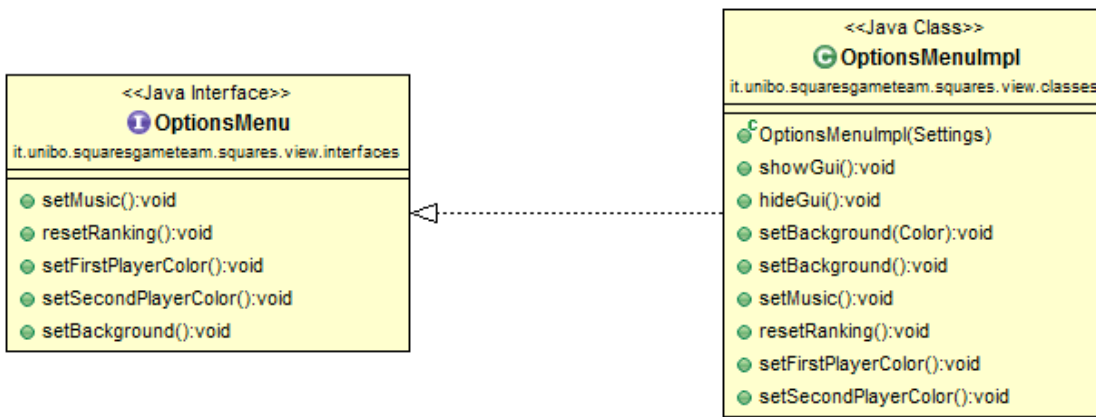 <<Java Interface>>
I OptionsMenu
it.unibo.squaresgameteam.squares.view.interfaces
setMusic():void
resetRanking():void
setFirstPlayerColor():void
setSecondPlayerColor():void
setBackground():void
<<Java Class>>
C OptionsMenuImpl
it.unibo.squaresgameteam.squares.view.classes
C OptionsMenuImpl(Settings)
showGui():void
hideGui():void
setBackground(Color):void
setBackground():void
setMusic():void
resetRanking():void
setFirstPlayerColor():void
setSecondPlayerColor():void